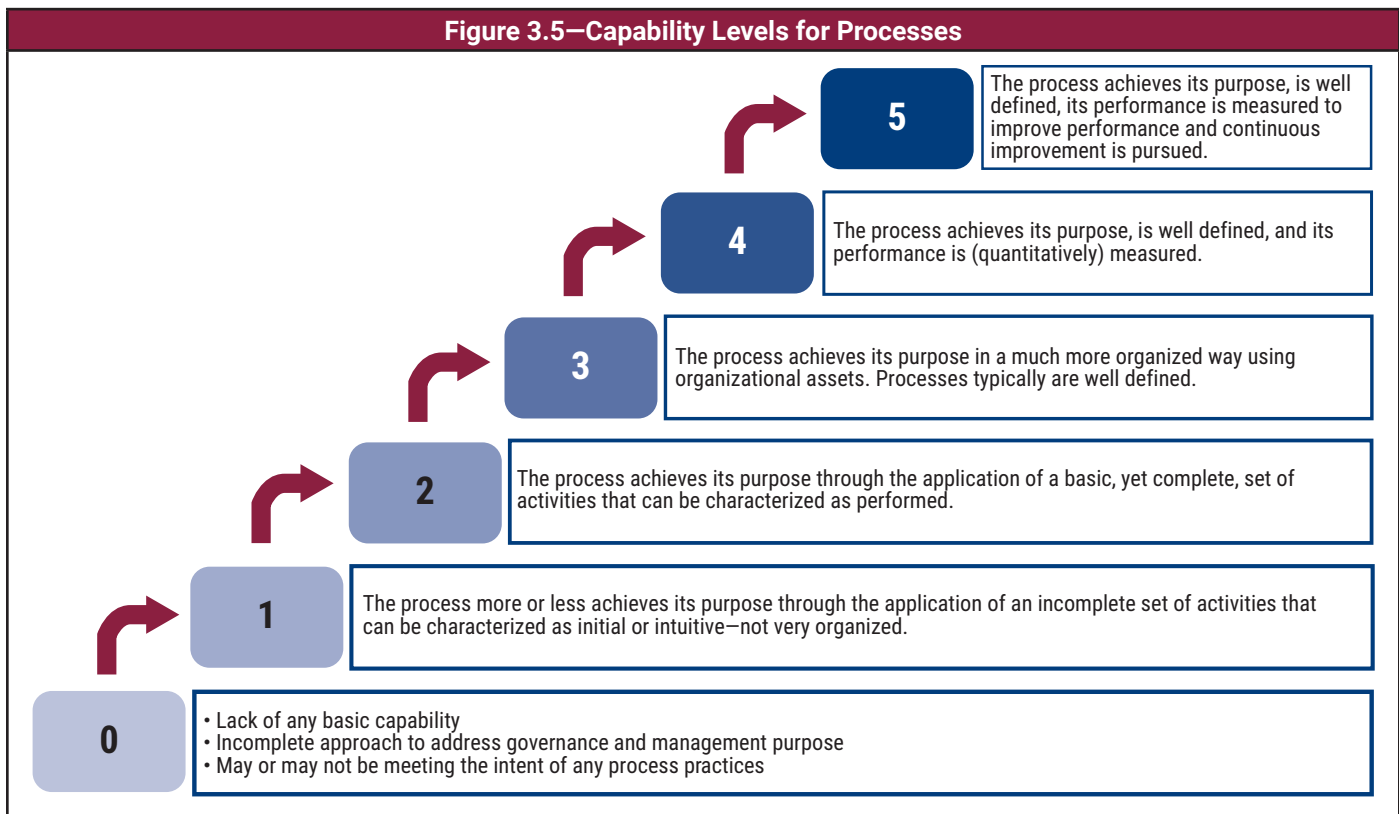 Figure 3.5—Capability Levels for Processes
5
The process achieves its purpose, is well
defined, its performance is measured to
improve performance and continuous
improvement is pursued.
4
The process achieves its purpose, is well defined, and its
performance is (quantitatively) measured.
3
The process achieves its purpose in a much more organized way using
organizational assets. Processes typically are well defined.
2
The process achieves its purpose through the application of a basic, yet complete, set of
activities that can be characterized as performed.
1
The process more or less achieves its purpose through the application of an incomplete set of activities that
can be characterized as initial or intuitive—not very organized.
0
• Lack of any basic capability
• Incomplete approach to address governance and management purpose
• May or may not be meeting the intent of any process practices